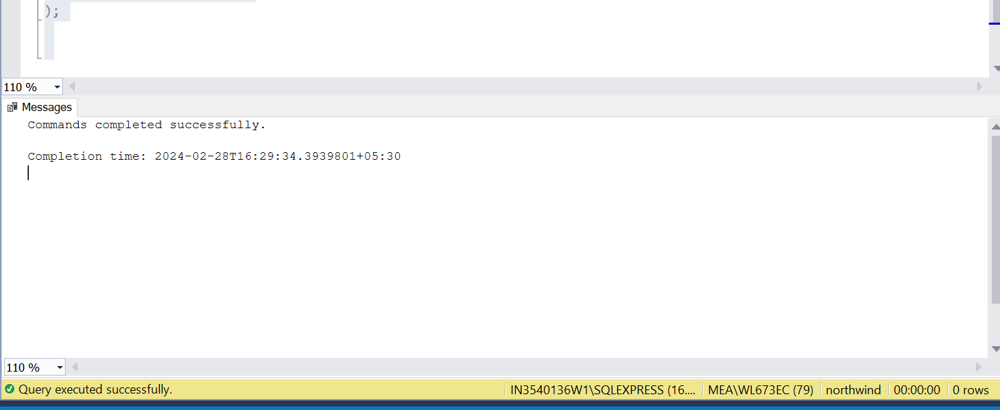 );
110 %
Messages
Commands completed successfully.
Completion time: 2024-02-28T16:29:34.3939801+05:30
110 %
Query executed successfully.
IN3540136W1\SQLEXPRESS (16.... MEA\WL673EC (79) northwind 00:00:00 0 rows